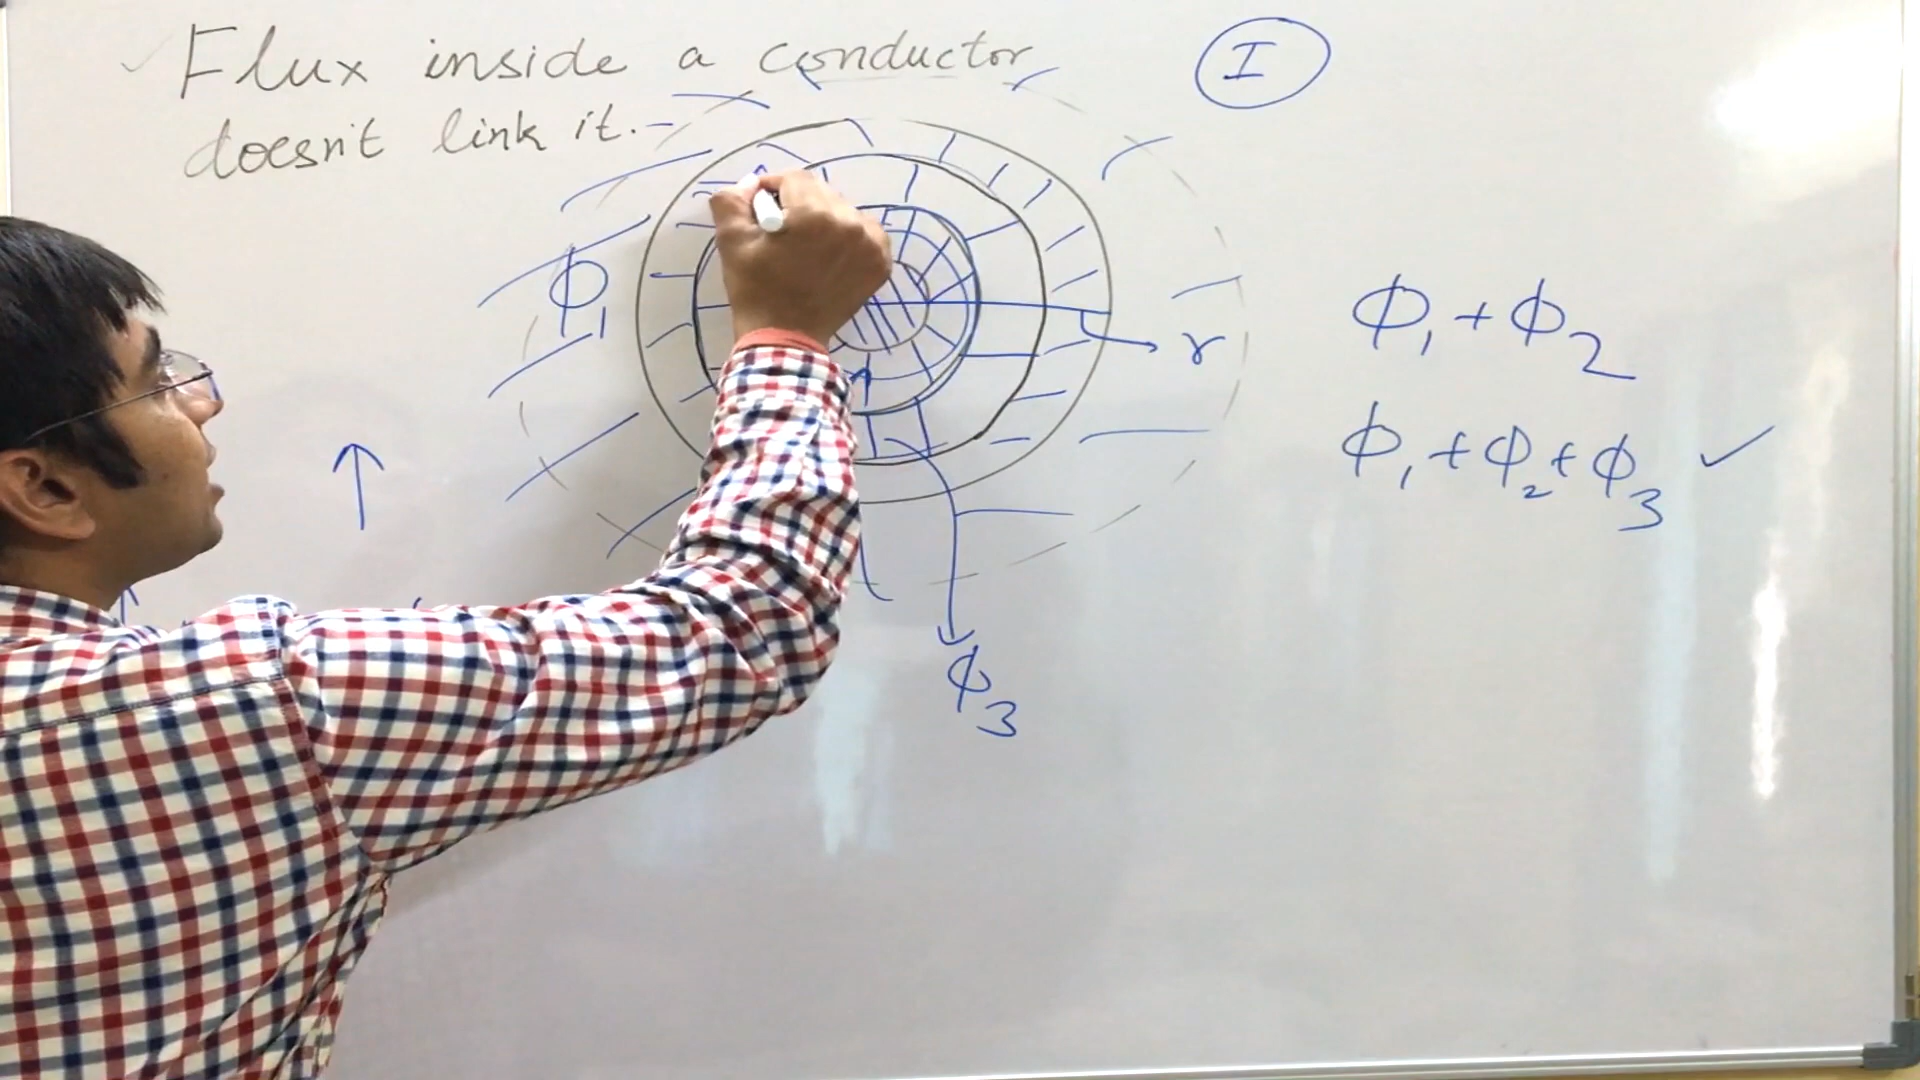 Flux inside a conductor
doesn't link it.
I
ϕ₁
r
ϕ₁ + ϕ₂
ϕ₁ + ϕ₂ + ϕ₃ ✓
ϕ₃